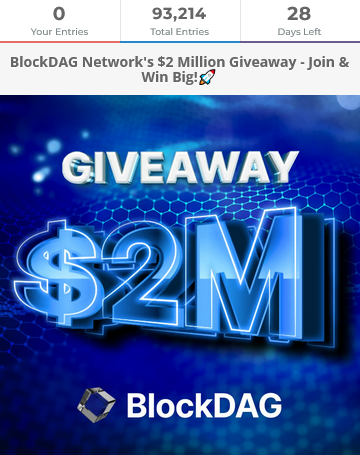 0 93,214 28
Your Entries Total Entries Days Left
BlockDAG Network's $2 Million Giveaway - Join &
Win Big!🚀
GIVEAWAY
$2M
BlockDAG